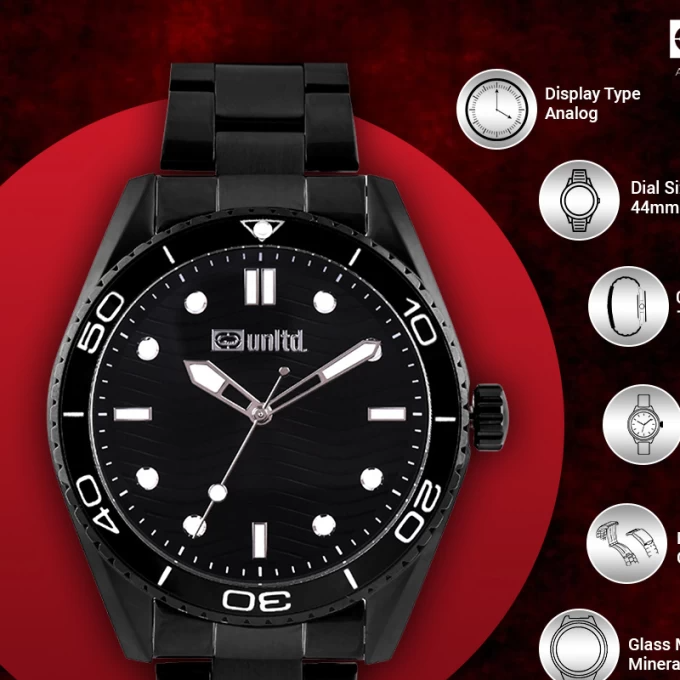 Display Type
Analog
Dial Si
44mm
unltd.
50
10
40
20
30
Glass M
Minera